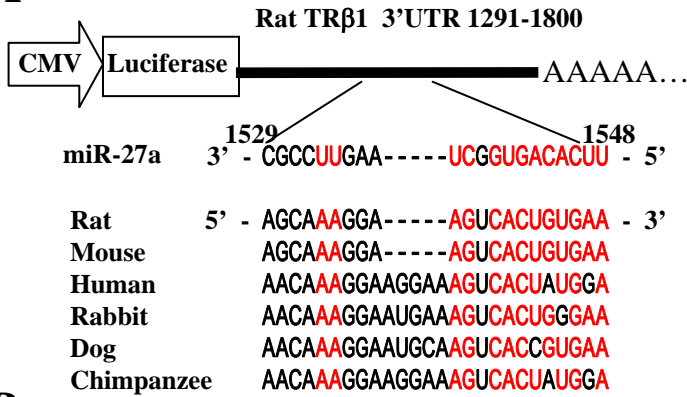 Rat TRβ1 3’UTR 1291-1800
CMV Luciferase AAAAA…
1529 1548
miR-27a 3’ - CGCCUUGAA-----UCGGUGACACUU - 5’
Rat 5’ - AGCAAAGGA-----AGUCACUGUGAA - 3’
Mouse AGCAAAGGA-----AGUCACUGUGAA
Human AACAAAGGAAGGAAAGUCACUAUGGA
Rabbit AACAAAGGAAUGAAAGUCACUGGGAA
Dog AACAAAGGAAUGCAAGUCACCGUGAA
Chimpanzee AACAAAGGAAGGAAAGUCACUAUGGA